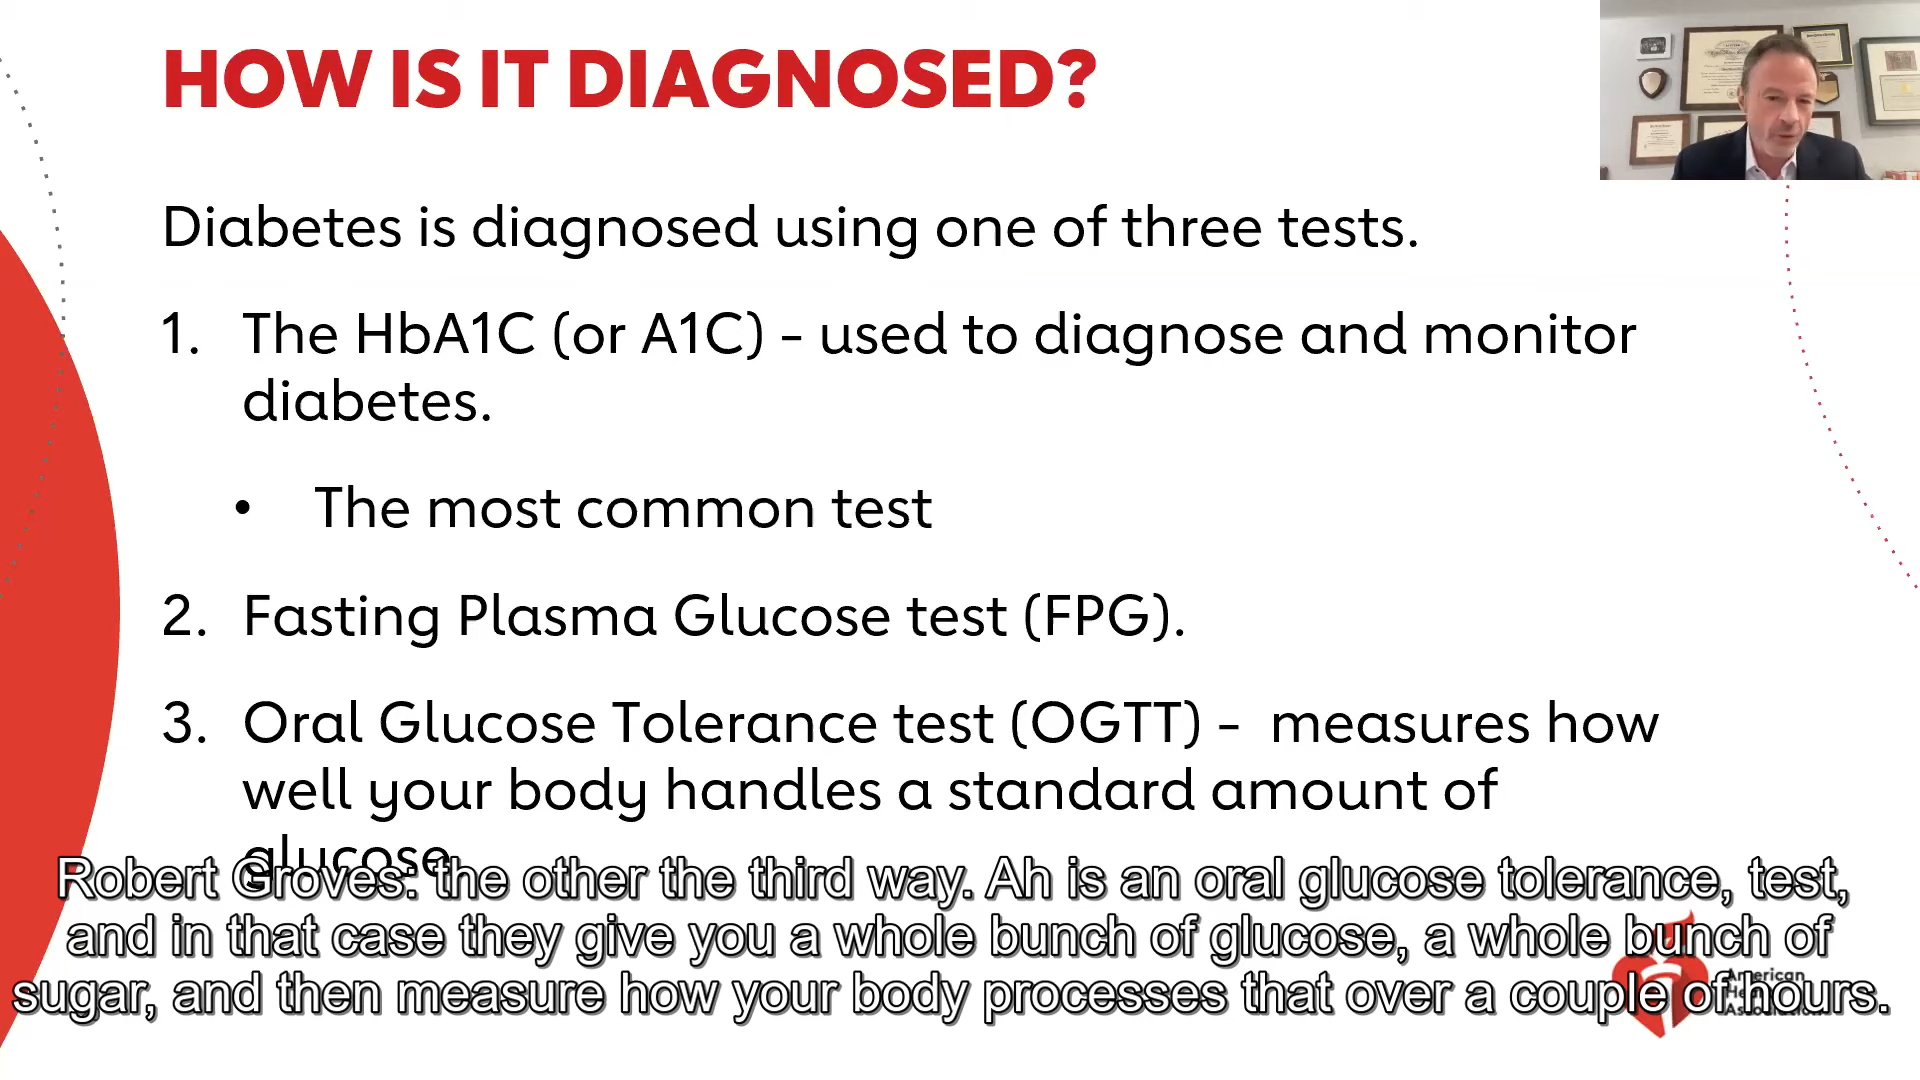 HOW IS IT DIAGNOSED?
Diabetes is diagnosed using one of three tests.
1. The HbA1C (or A1C) - used to diagnose and monitor
diabetes.
• The most common test
2. Fasting Plasma Glucose test (FPG).
3. Oral Glucose Tolerance test (OGTT) - measures how
well your body handles a standard amount of
glucose
Robert Groves: the other the third way. Ah is an oral glucose tolerance, test,
and in that case they give you a whole bunch of glucose, a whole bunch of
sugar, and then measure how your body processes that over a couple of hours.
American
Heart
Association